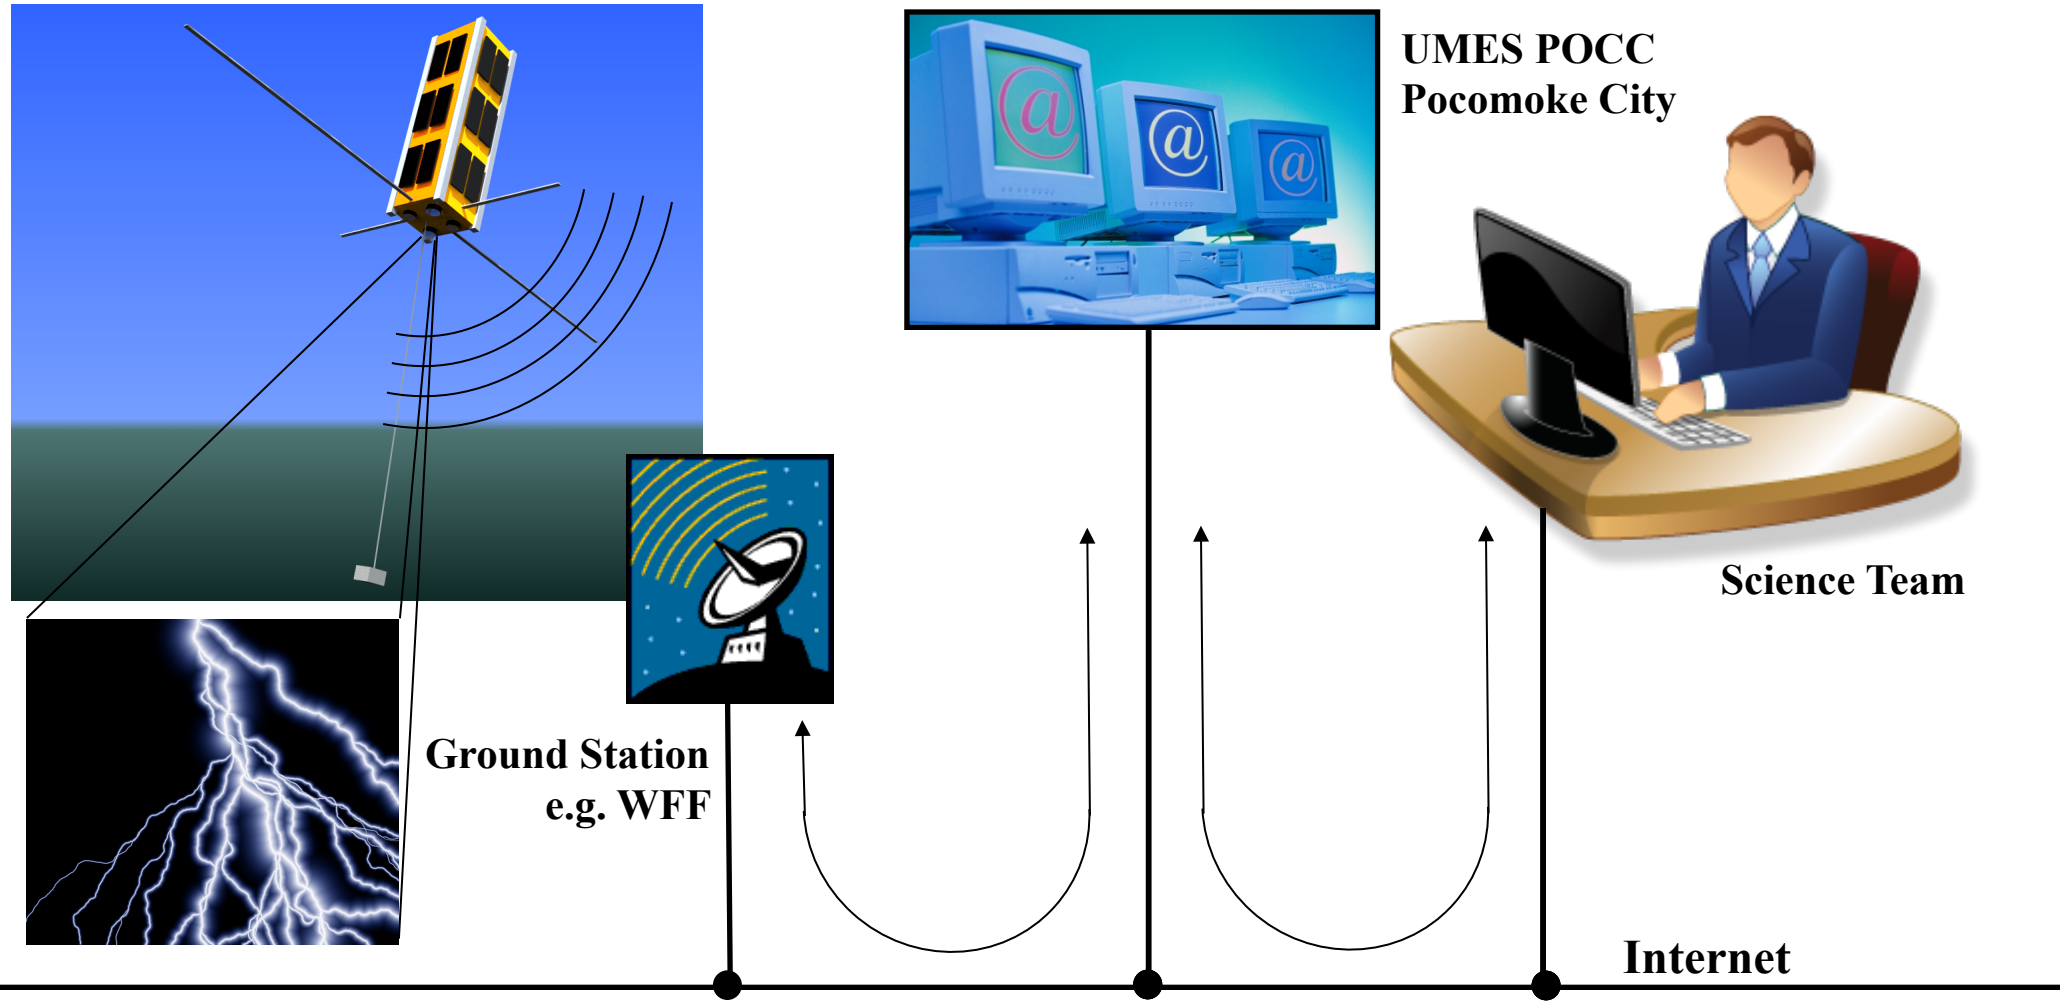 UMES POCC
Pocomoke City
@
@
@
Science Team
Ground Station
e.g. WFF
Internet